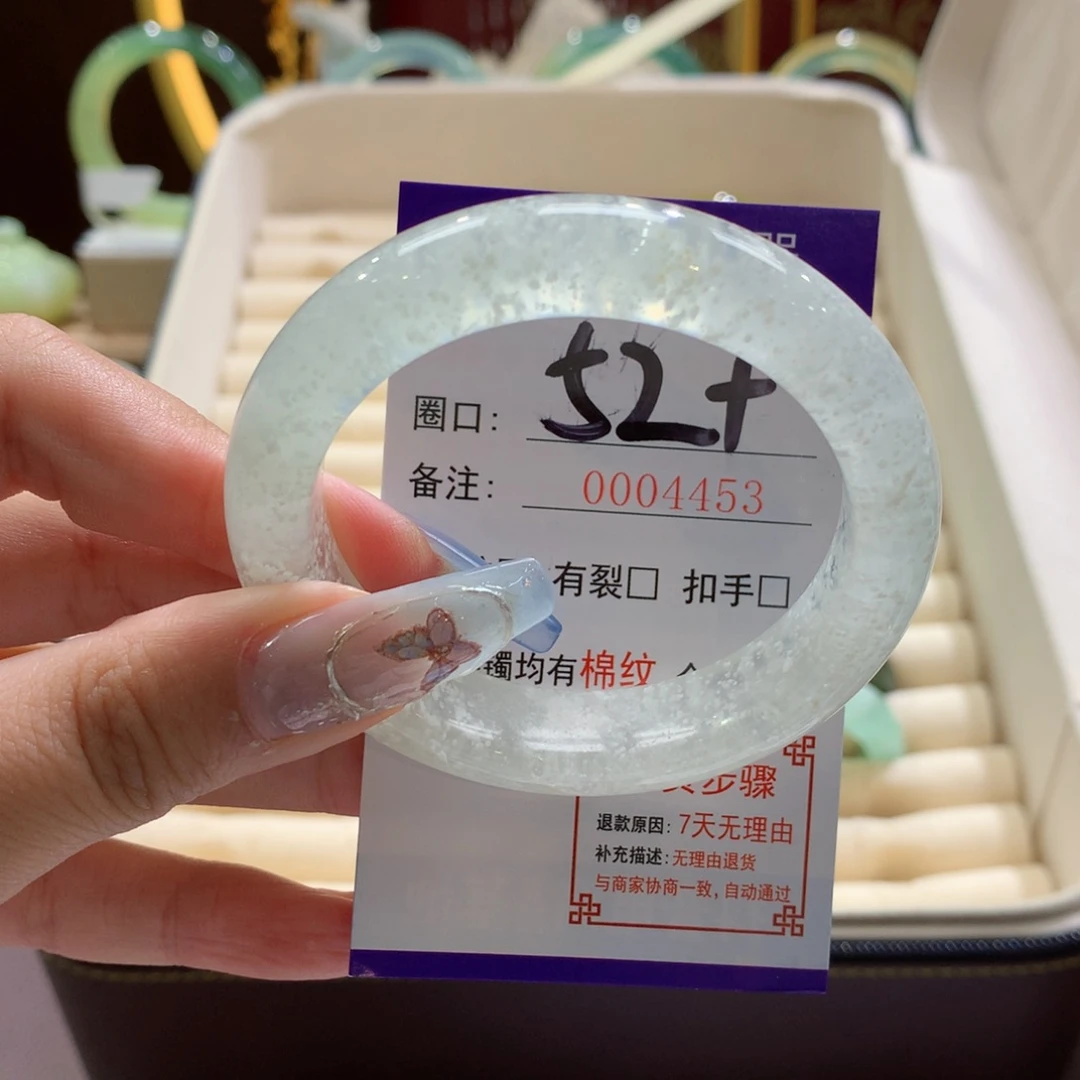 圈口: 52+
备注: 0004453
有裂□ 扣手□
镯均有棉纹
步骤
退款原因: 7天无理由
补充描述: 无理由退货
与商家协商一致, 自动通过